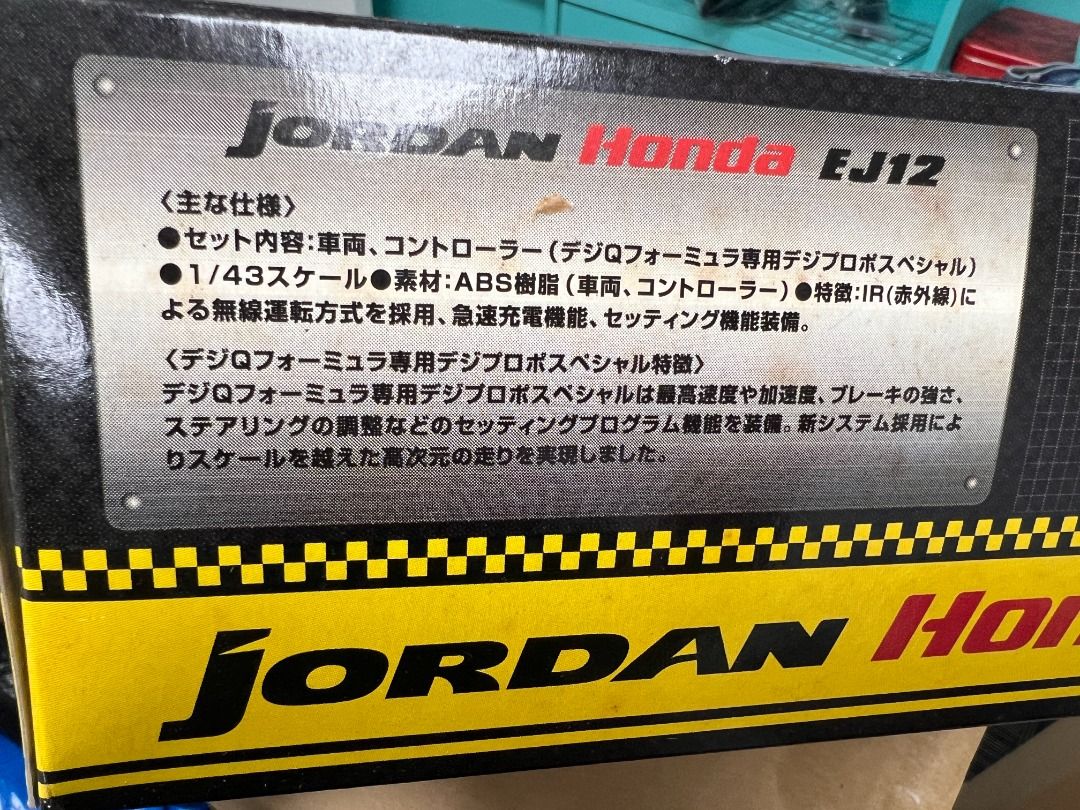 JORDAN Honda EJ12
〈主な仕様〉
●セット内容:車両、コントローラー(デジQフォーミュラ専用デジプロポスペシャル)
●1/43スケール●素材:ABS樹脂(車両、コントローラー)●特徴:IR(赤外線)に
よる無線運転方式を採用、急速充電機能、セッティング機能装備。
〈デジQフォーミュラ専用デジプロポスペシャル特徴〉
デジQフォーミュラ専用デジプロポスペシャルは最高速度や加速度、ブレーキの強さ、
ステアリングの調整などのセッティングプログラム機能を装備。新システム採用によ
りスケールを越えた高次元の走りを実現しました。
JORDAN Hon